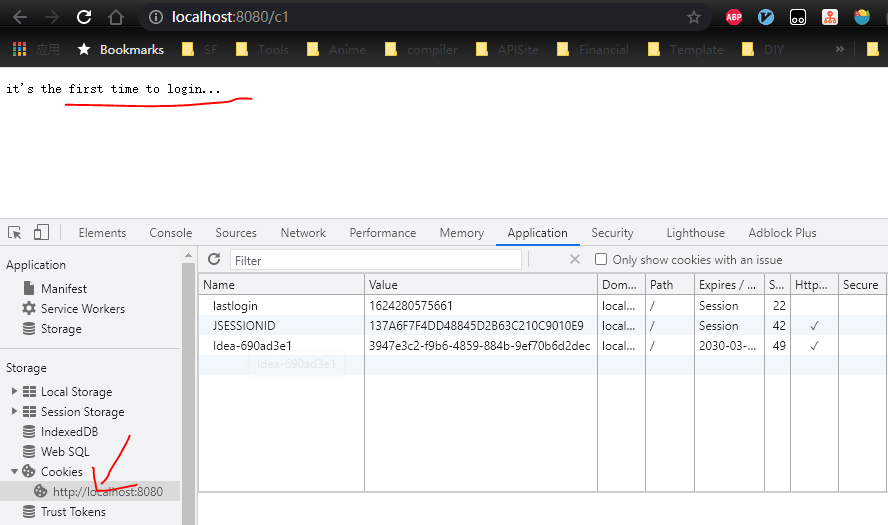 localhost:8080/c1
ABP
应用
Bookmarks
SF
Tools
Anime
compiler
APISite
Financial
Template
DIY
»
it's the first time to login...
Elements
Console
Sources
Network
Performance
Memory
Application
Security
Lighthouse
Adblock Plus
Application
Manifest
Service Workers
Storage
Storage
Local Storage
Session Storage
IndexedDB
Web SQL
Cookies
http://localhost:8080
Trust Tokens
Filter
Only show cookies with an issue
Name Value Dom... Path Expires / ... S... Http... Secure
lastlogin 1624280575661 local... / Session 22
JSESSIONID 137A6F7F4DD48845D2B63C210C9010E9 local... / Session 42 ✓
Idea-690ad3e1 3947e3c2-f9b6-4859-884b-9ef70b6d2dec local... / 2030-03-... 49 ✓
Idea-690ad3e1